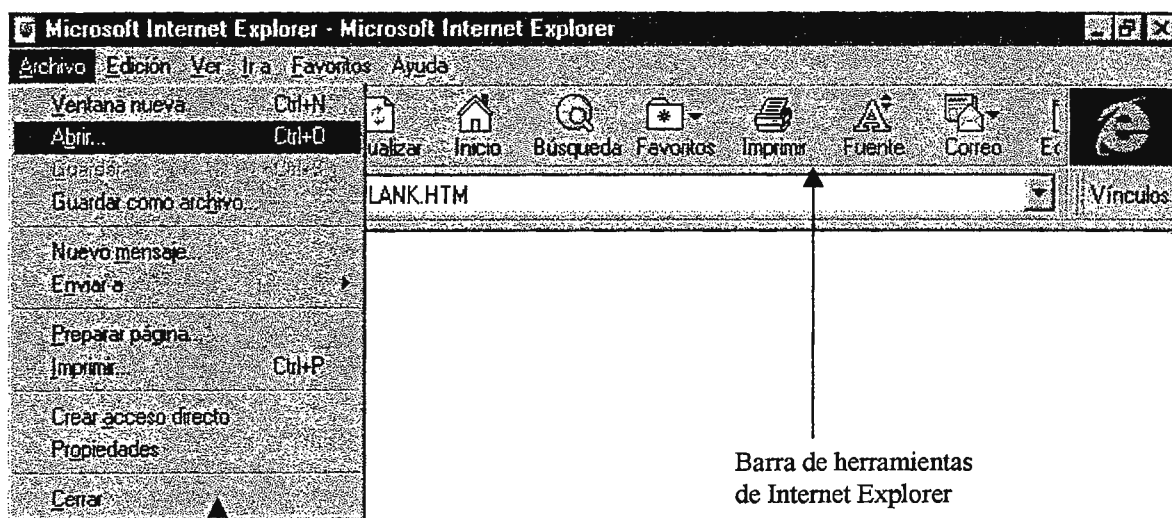 Microsoft Internet Explorer - Microsoft Internet Explorer
Archivo Edición Ver Ir a Favoritos Ayuda
Ventana nueva Ctrl+N
Abrir... Ctrl+O
Guardar Ctrl+S
Guardar como archivo...
Nuevo mensaje...
Enviar a
Preparar página...
Imprimir... Ctrl+P
Crear acceso directo
Propiedades
Cerrar
ualizar Inicio Búsqueda Favoritos Imprimir Fuente Correo Ec
LANK.HTM Vínculos
Barra de herramientas
de Internet Explorer